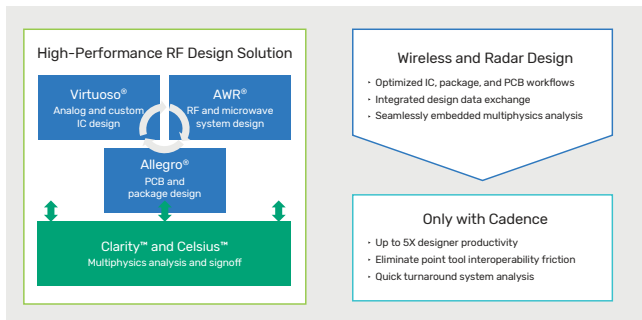 High-Performance RF Design Solution
Virtuoso®
Analog and custom
IC design
AWR®
RF and microwave
system design
Allegro®
PCB and
package design
Clarity™ and Celsius™
Multiphysics analysis and signoff
Wireless and Radar Design
· Optimized IC, package, and PCB workflows
· Integrated design data exchange
· Seamlessly embedded multiphysics analysis
Only with Cadence
· Up to 5X designer productivity
· Eliminate point tool interoperability friction
· Quick turnaround system analysis